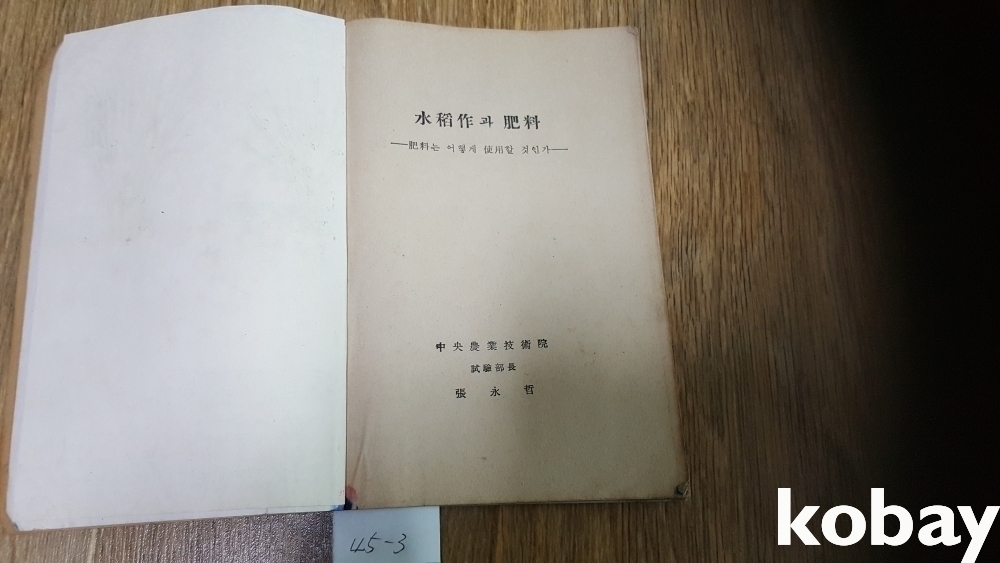 水稻作과 肥料
——肥料는 어떻게 使用할 것인가——
中央農業技術院
試驗部長
張永哲
45-3
kobay